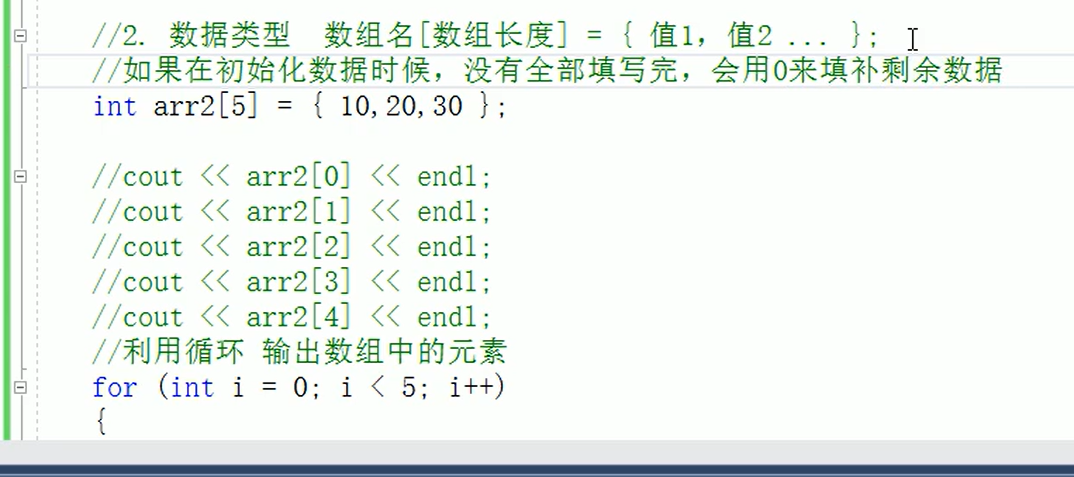 //2. 数据类型  数组名[数组长度] = { 值1，值2 ... };
//如果在初始化数据时候，没有全部填写完，会用0来填补剩余数据
int arr2[5] = { 10,20,30 };
//cout << arr2[0] << endl;
//cout << arr2[1] << endl;
//cout << arr2[2] << endl;
//cout << arr2[3] << endl;
//cout << arr2[4] << endl;
//利用循环 输出数组中的元素
for (int i = 0; i < 5; i++)
{